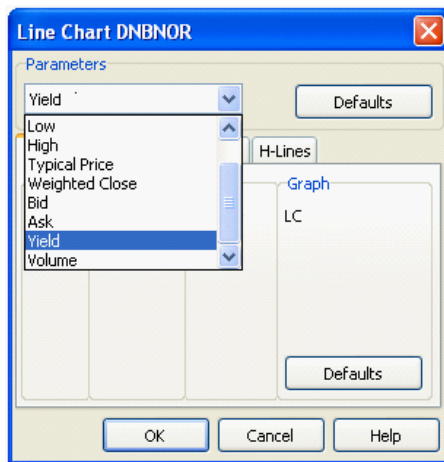 Line Chart DNBNOR
Parameters
Yield
Defaults
Low
High
Typical Price
Weighted Close
Bid
Ask
Yield
Volume
H-Lines
Graph
LC
Defaults
OK
Cancel
Help